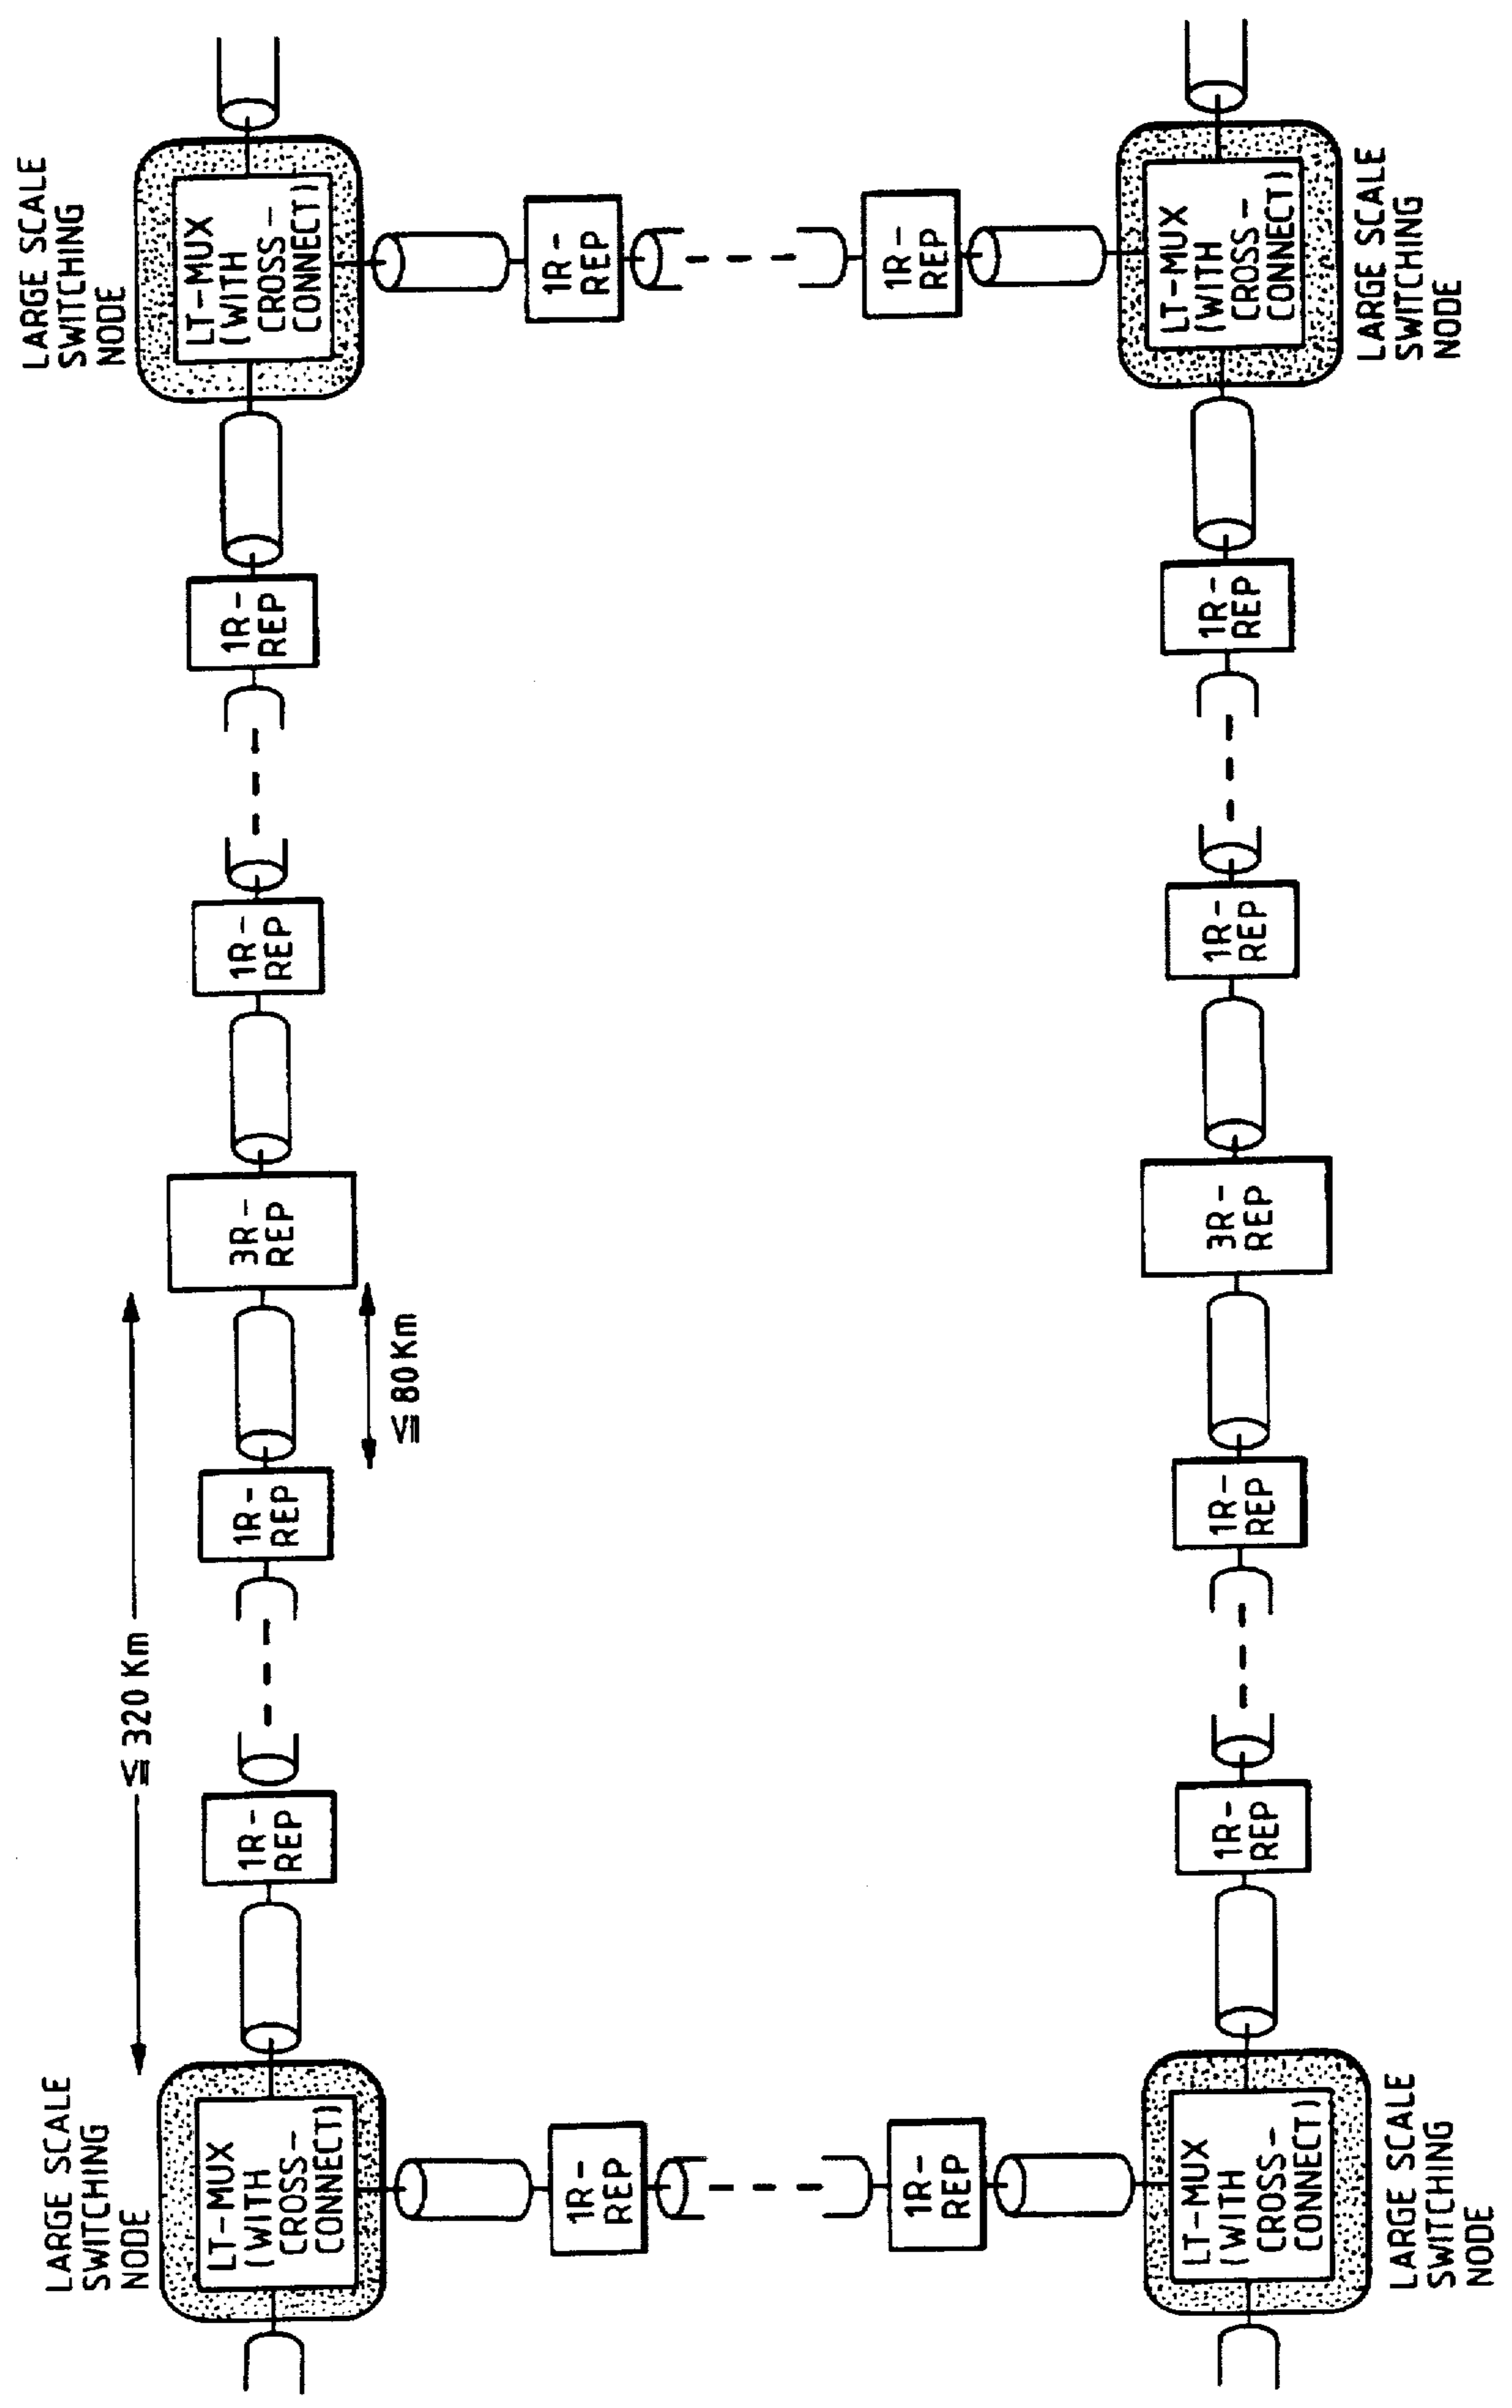 LARGE SCALE
SWITCHING
NODE
LARGE SCALE
SWITCHING
NODE
≦ 320 Km
LT-MUX
(WITH
CROSS-
CONNECT)
1R-
REP
1R-
REP
3R-
REP
1R-
REP
1R-
REP
LT-MUX
(WITH
CROSS-
CONNECT)
≦ 80 Km
1R-
REP
1R-
REP
1R-
REP
1R-
REP
LT-MUX
(WITH
CROSS-
CONNECT)
1R-
REP
1R-
REP
3R-
REP
1R-
REP
1R-
REP
LT-MUX
(WITH
CROSS-
CONNECT)
LARGE SCALE
SWITCHING
NODE
LARGE SCALE
SWITCHING
NODE